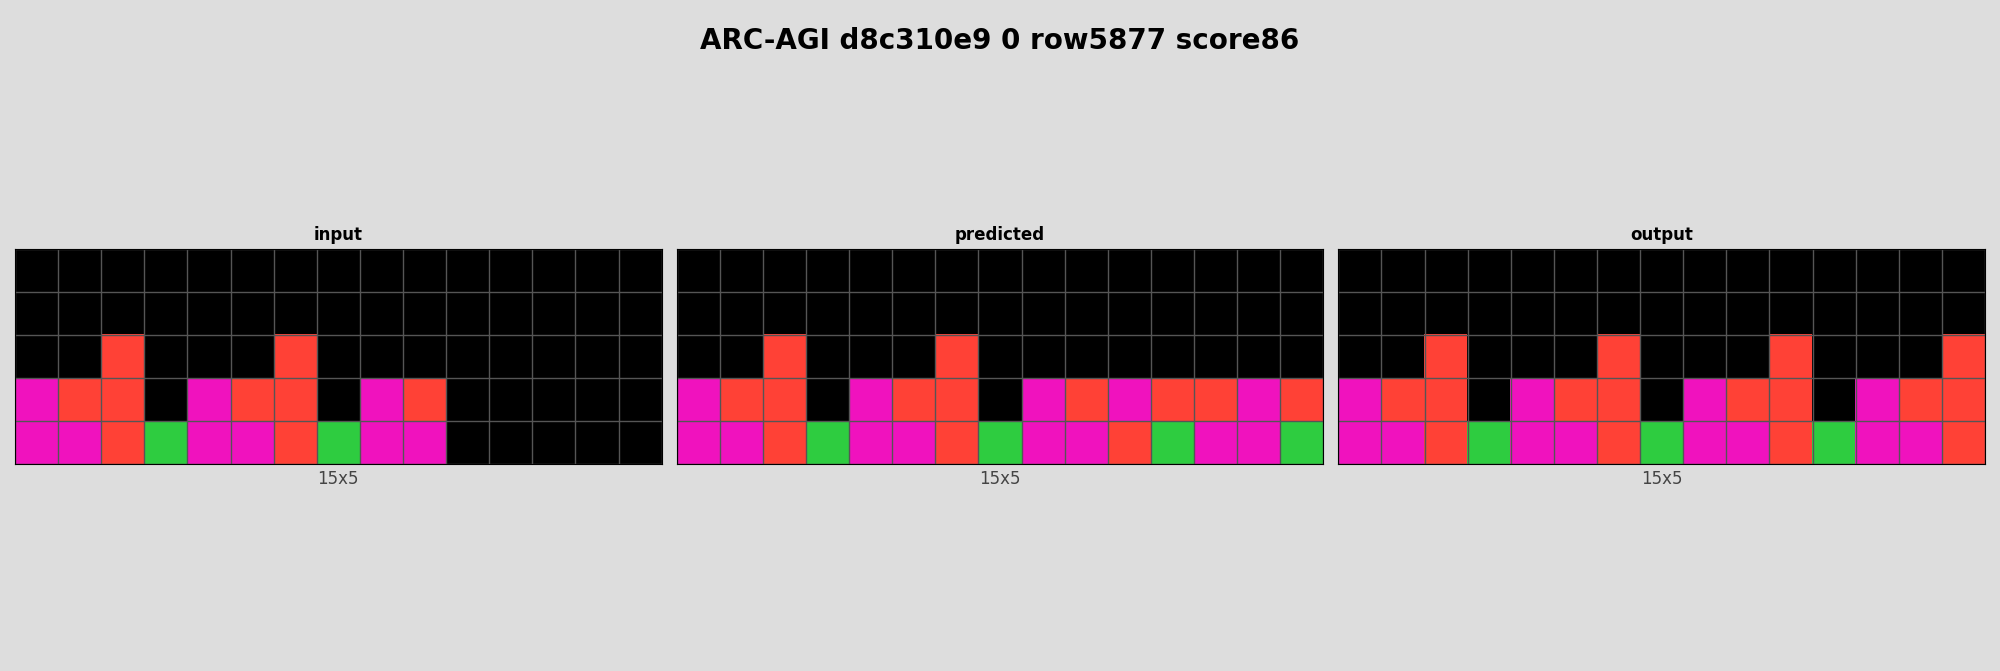 ARC-AGI d8c310e9 0 row5877 score86
input
predicted
output
15x5
15x5
15x5